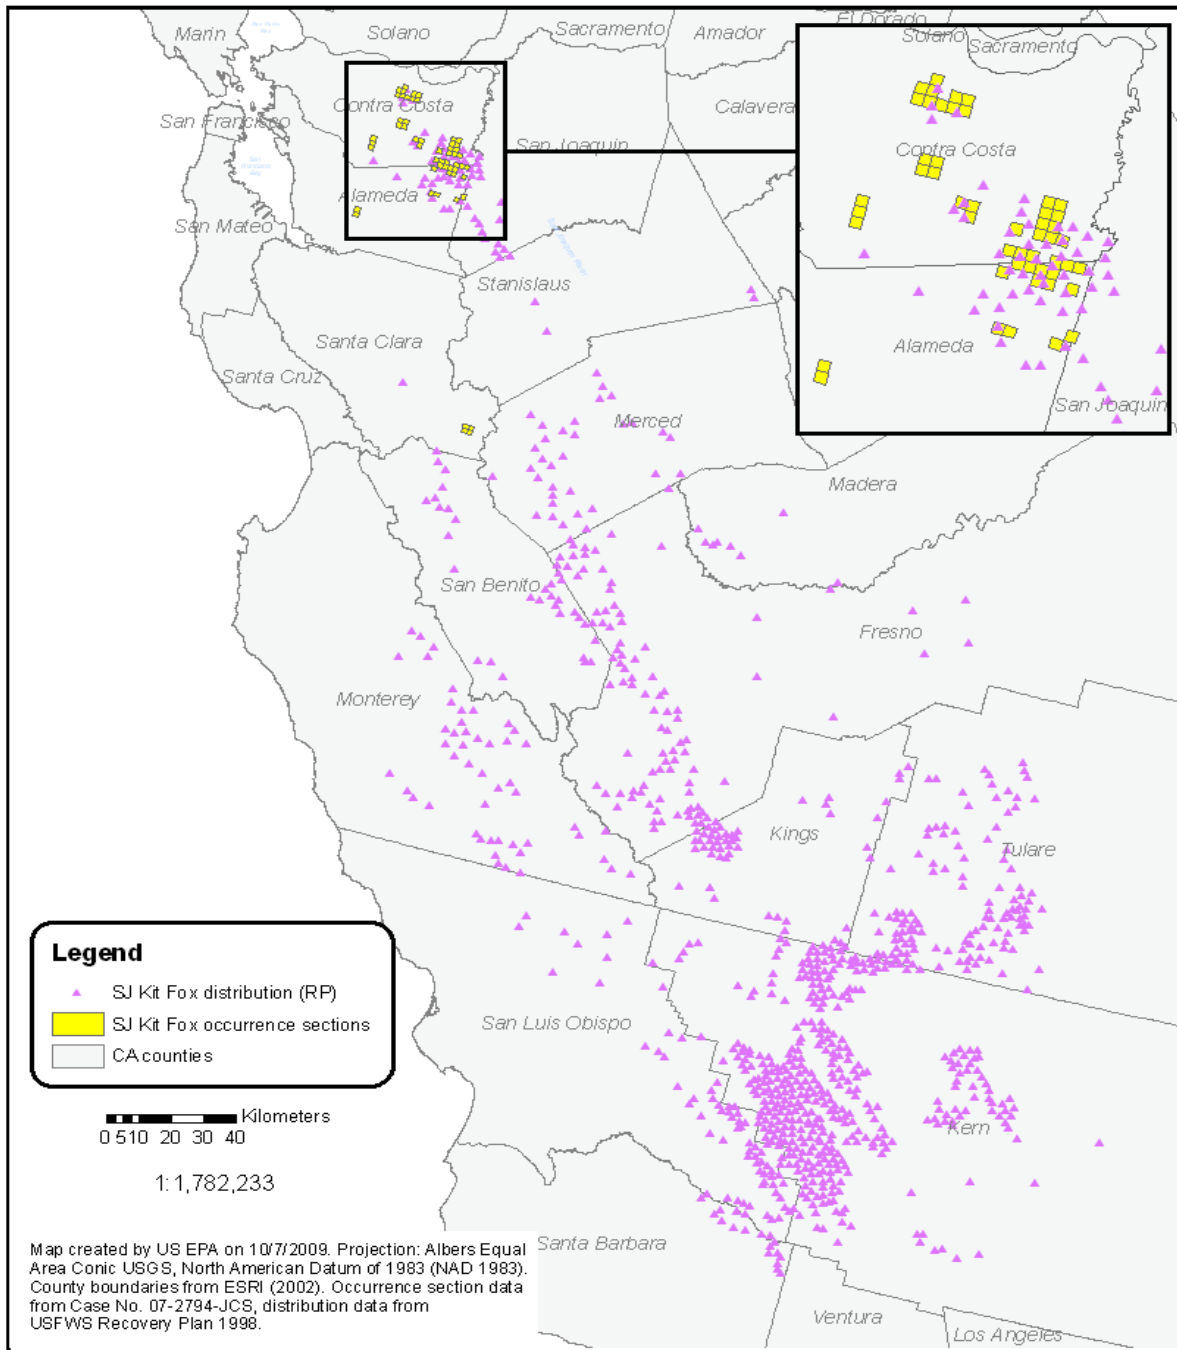 Marin
Solano
Sacramento
Amador
El Dorado
Solano
Sacramento
Contra Costa
Calavera
San Francisco
San Joaquin
Contra Costa
Alameda
San Mateo
Alameda
San Joaquin
Stanislaus
Santa Clara
Santa Cruz
Merced
Madera
San Benito
Fresno
Monterey
Kings
Tulare
Legend
SJ Kit Fox distribution (RP)
SJ Kit Fox occurrence sections
CA counties
San Luis Obispo
Kilometers
0 5 10 20 30 40
Kern
1:1,782,233
Santa Barbara
Map created by US EPA on 10/7/2009. Projection: Albers Equal
Area Conic USGS, North American Datum of 1983 (NAD 1983).
County boundaries from ESRI (2002). Occurrence section data
from Case No. 07-2794-JCS, distribution data from
USFWS Recovery Plan 1998.
Ventura
Los Angeles